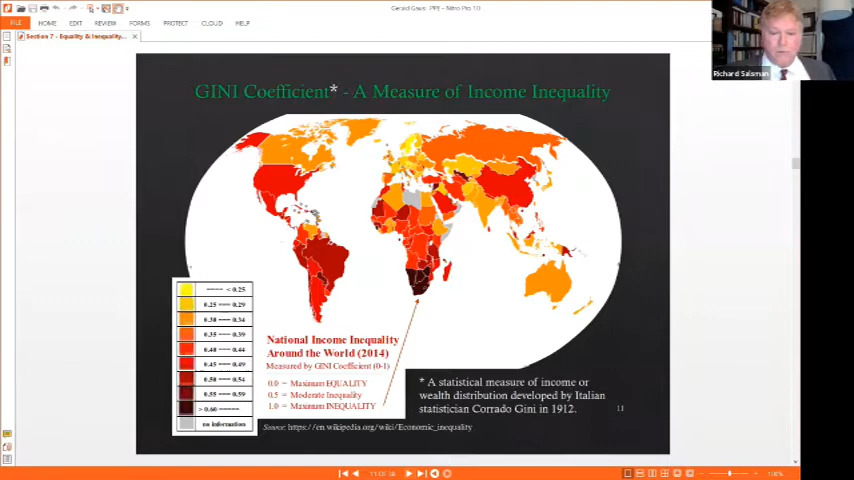 Gerald Gaus: PPE - Nitro Pro 10
FILE HOME EDIT REVIEW FORMS PROTECT CLOUD HELP
Section 7 - Equality & Inequality...
Richard Salsman
GINI Coefficient* - A Measure of Income Inequality
< 0.25
0.25 0.29
0.30 0.34
0.35 0.39
0.40 0.44
0.45 0.49
0.50 0.54
0.55 0.59
> 0.60
no information
National Income Inequality
Around the World (2014)
Measured by GINI Coefficient (0-1)
0.0 = Maximum EQUALITY
0.5 = Moderate Inequality
1.0 = Maximum INEQUALITY
* A statistical measure of income or
wealth distribution developed by Italian
statistician Corrado Gini in 1912.
11
Source: https://en.wikipedia.org/wiki/Economic_inequality
100%